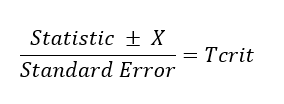 Statistic ± X
Standard Error = Tcrit